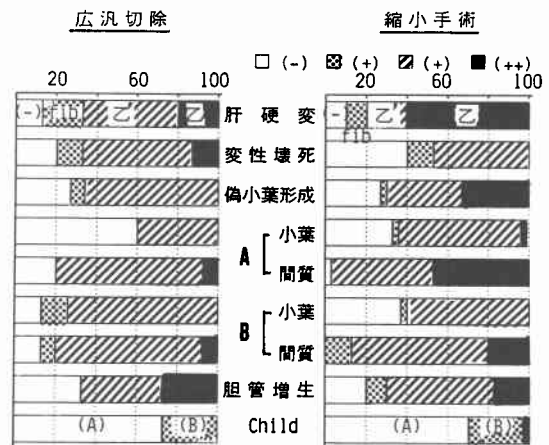 広汎切除 縮小手術
□ (-) ▩ (+) ▨ (+) ■ (++)
20 60 100 20 60 100
(-) fib 乙' 乙 肝硬変 - fib 乙' 乙
変性壊死
偽小葉形成
A 小葉
間質
B 小葉
間質
胆管増生
(A) (B) Child (A) (B)